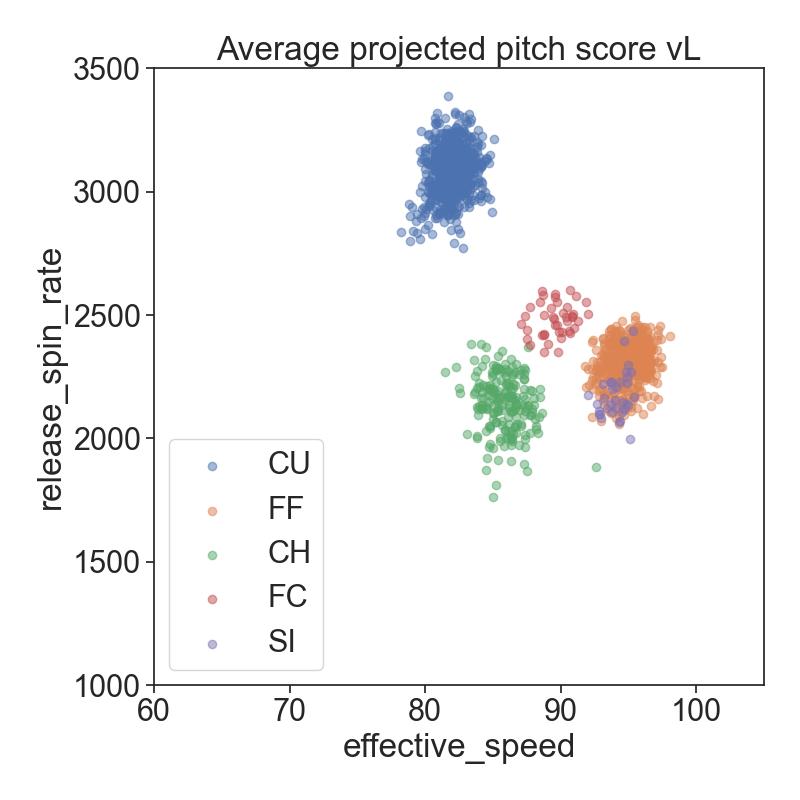 Average projected pitch score vL
3500
3000
2500
2000
1500
1000
release_spin_rate
CU
FF
CH
FC
SI
60
70
80
90
100
effective_speed